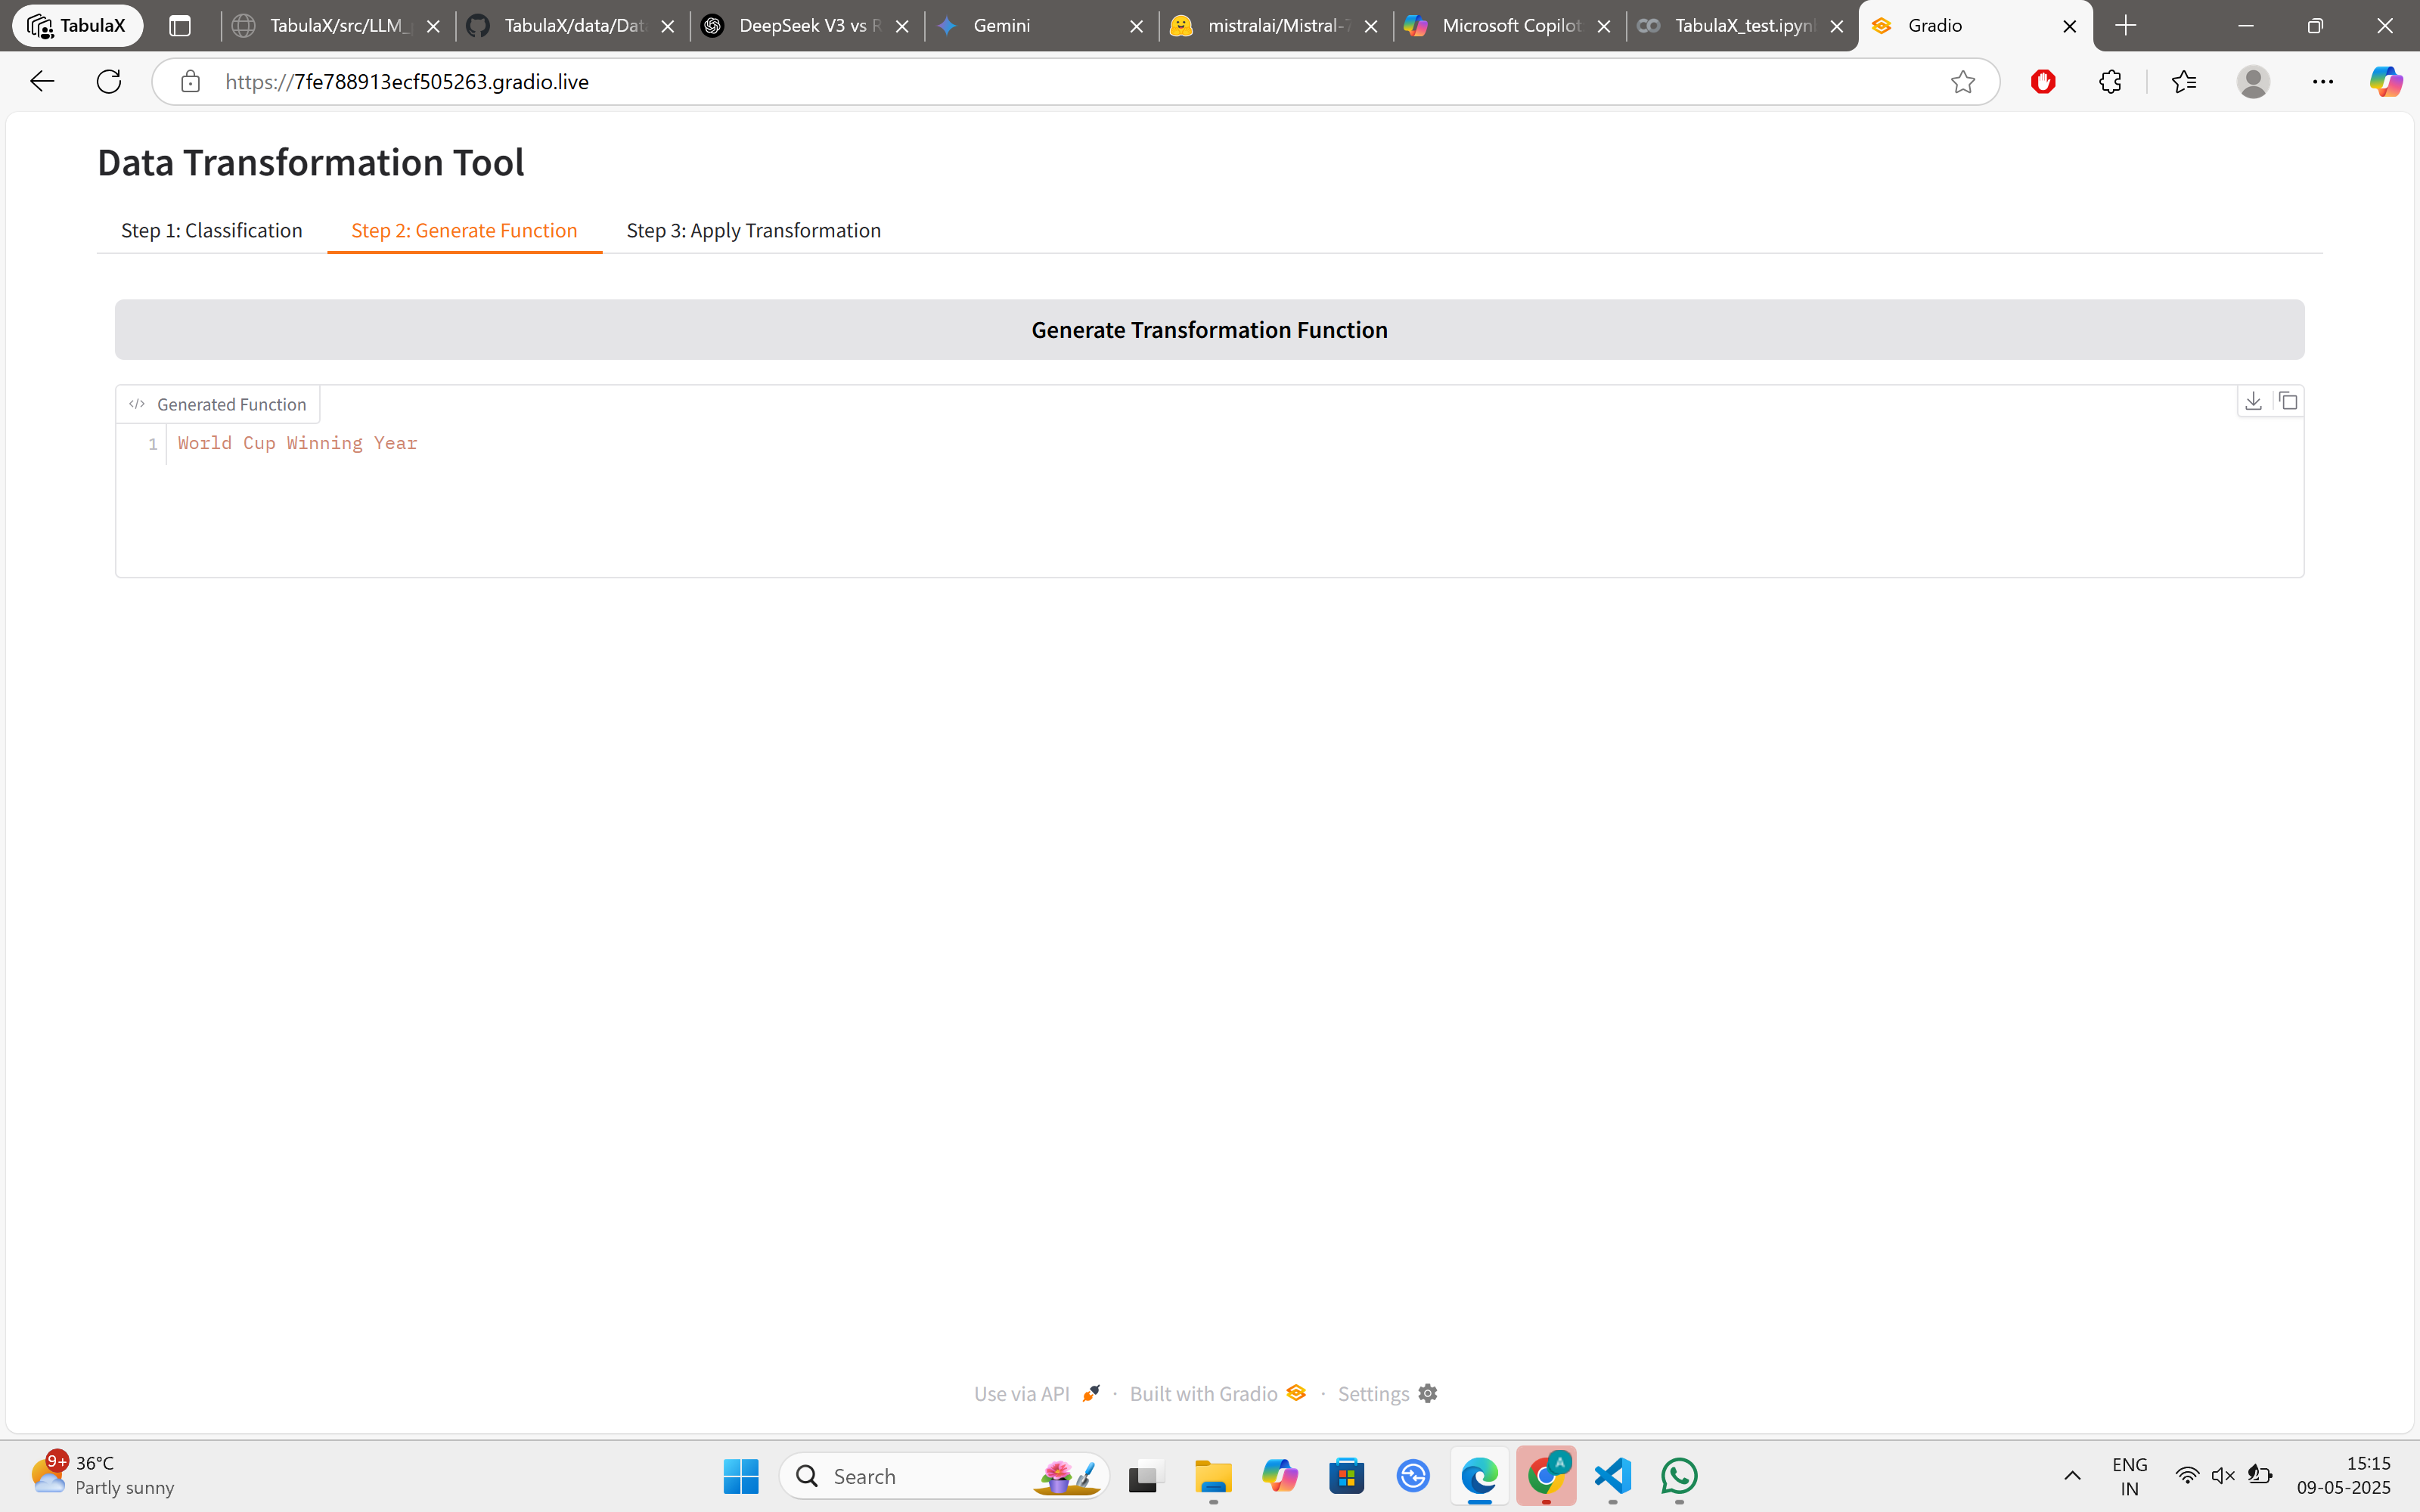 TabulaX
TabulaX/src/LLM_
TabulaX/data/Dat
DeepSeek V3 vs R
Gemini
mistralai/Mistral-7
Microsoft Copilot
TabulaX_test.ipyn
Gradio
https://7fe788913ecf505263.gradio.live
Data Transformation Tool
Step 1: Classification
Step 2: Generate Function
Step 3: Apply Transformation
Generate Transformation Function
</> Generated Function
1 World Cup Winning Year
Use via API · Built with Gradio · Settings
9+
36°C
Partly sunny
Search
A
ENG
IN
15:15
09-05-2025